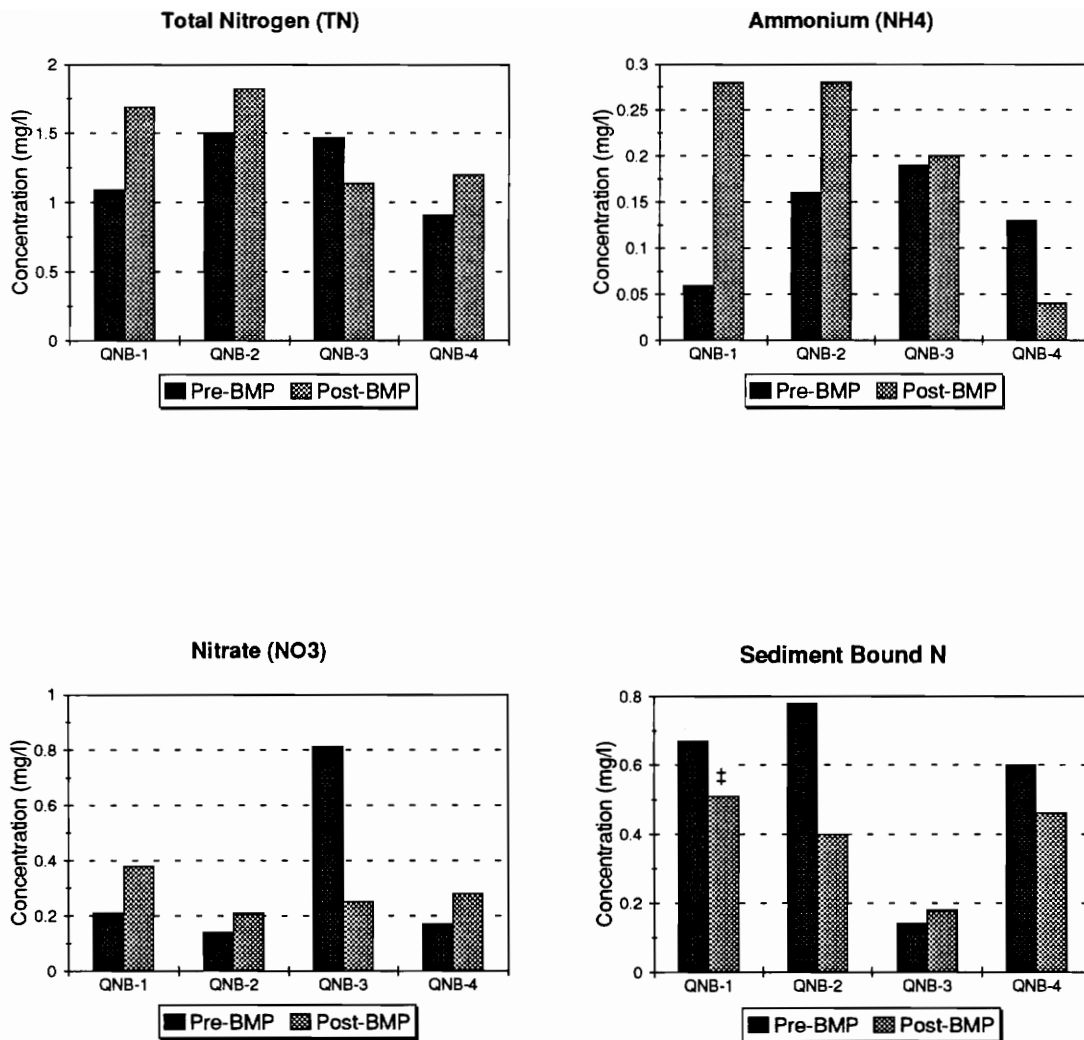 Total Nitrogen (TN)
Concentration (mg/l)
2
1.5
1
0.5
0
QNB-1 QNB-2 QNB-3 QNB-4
Pre-BMP Post-BMP
Ammonium (NH4)
Concentration (mg/l)
0.3
0.25
0.2
0.15
0.1
0.05
0
QNB-1 QNB-2 QNB-3 QNB-4
Pre-BMP Post-BMP
Nitrate (NO3)
Concentration (mg/l)
1
0.8
0.6
0.4
0.2
0
QNB-1 QNB-2 QNB-3 QNB-4
Pre-BMP Post-BMP
Sediment Bound N
Concentration (mg/l)
0.8
0.6
0.4
0.2
0
‡
QNB-1 QNB-2 QNB-3 QNB-4
Pre-BMP Post-BMP